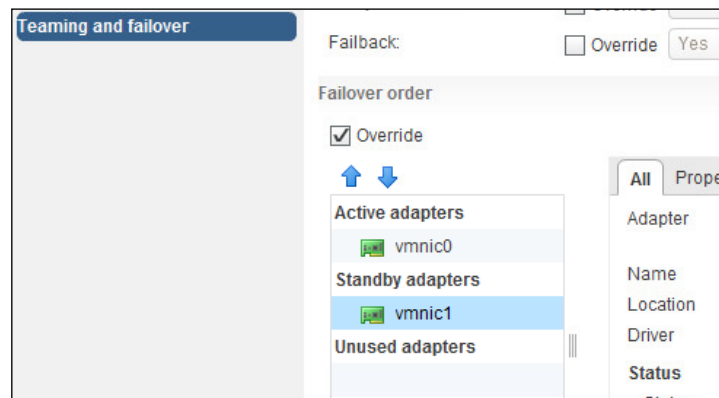 Teaming and failover
Override
Failback:
Override Yes
Failover order
Override
Active adapters
vmnic0
Standby adapters
vmnic1
Unused adapters
All Prope
Adapter
Name
Location
Driver
Status